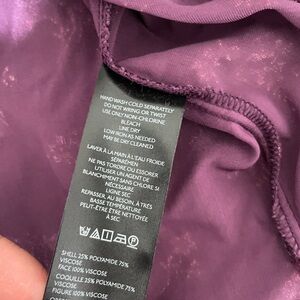 HAND WASH COLD SEPARATELY
DO NOT WRING OR TWIST
USE ONLY NON-CHLORINE
BLEACH
LINE DRY
LOW IRON AS NEEDED
MAY BE DRY CLEANED
LAVER À LA MAIN À L'EAU FROIDE
SÉPARÉMEN
NE PAS TORDRE OU ESSORER
UTILISER UN AGENT DE
BLANCHIMENT SANS CHLORE SI
NÉCESSAIRE
LIGNE SEC
REPASSER, AU BESOIN, À TRÈS
BASSE TEMPÉRATURE
PEUT-ÊTRE ÊTRE NETTOYÉE
À SEC
SHELL 25% POLYAMIDE 75%
VISCOSE
FACE 100% VISCOSE
COQUILLE 25% POLYAMIDE 75%
VISCOSE
FIGURE 100% VISCOSE